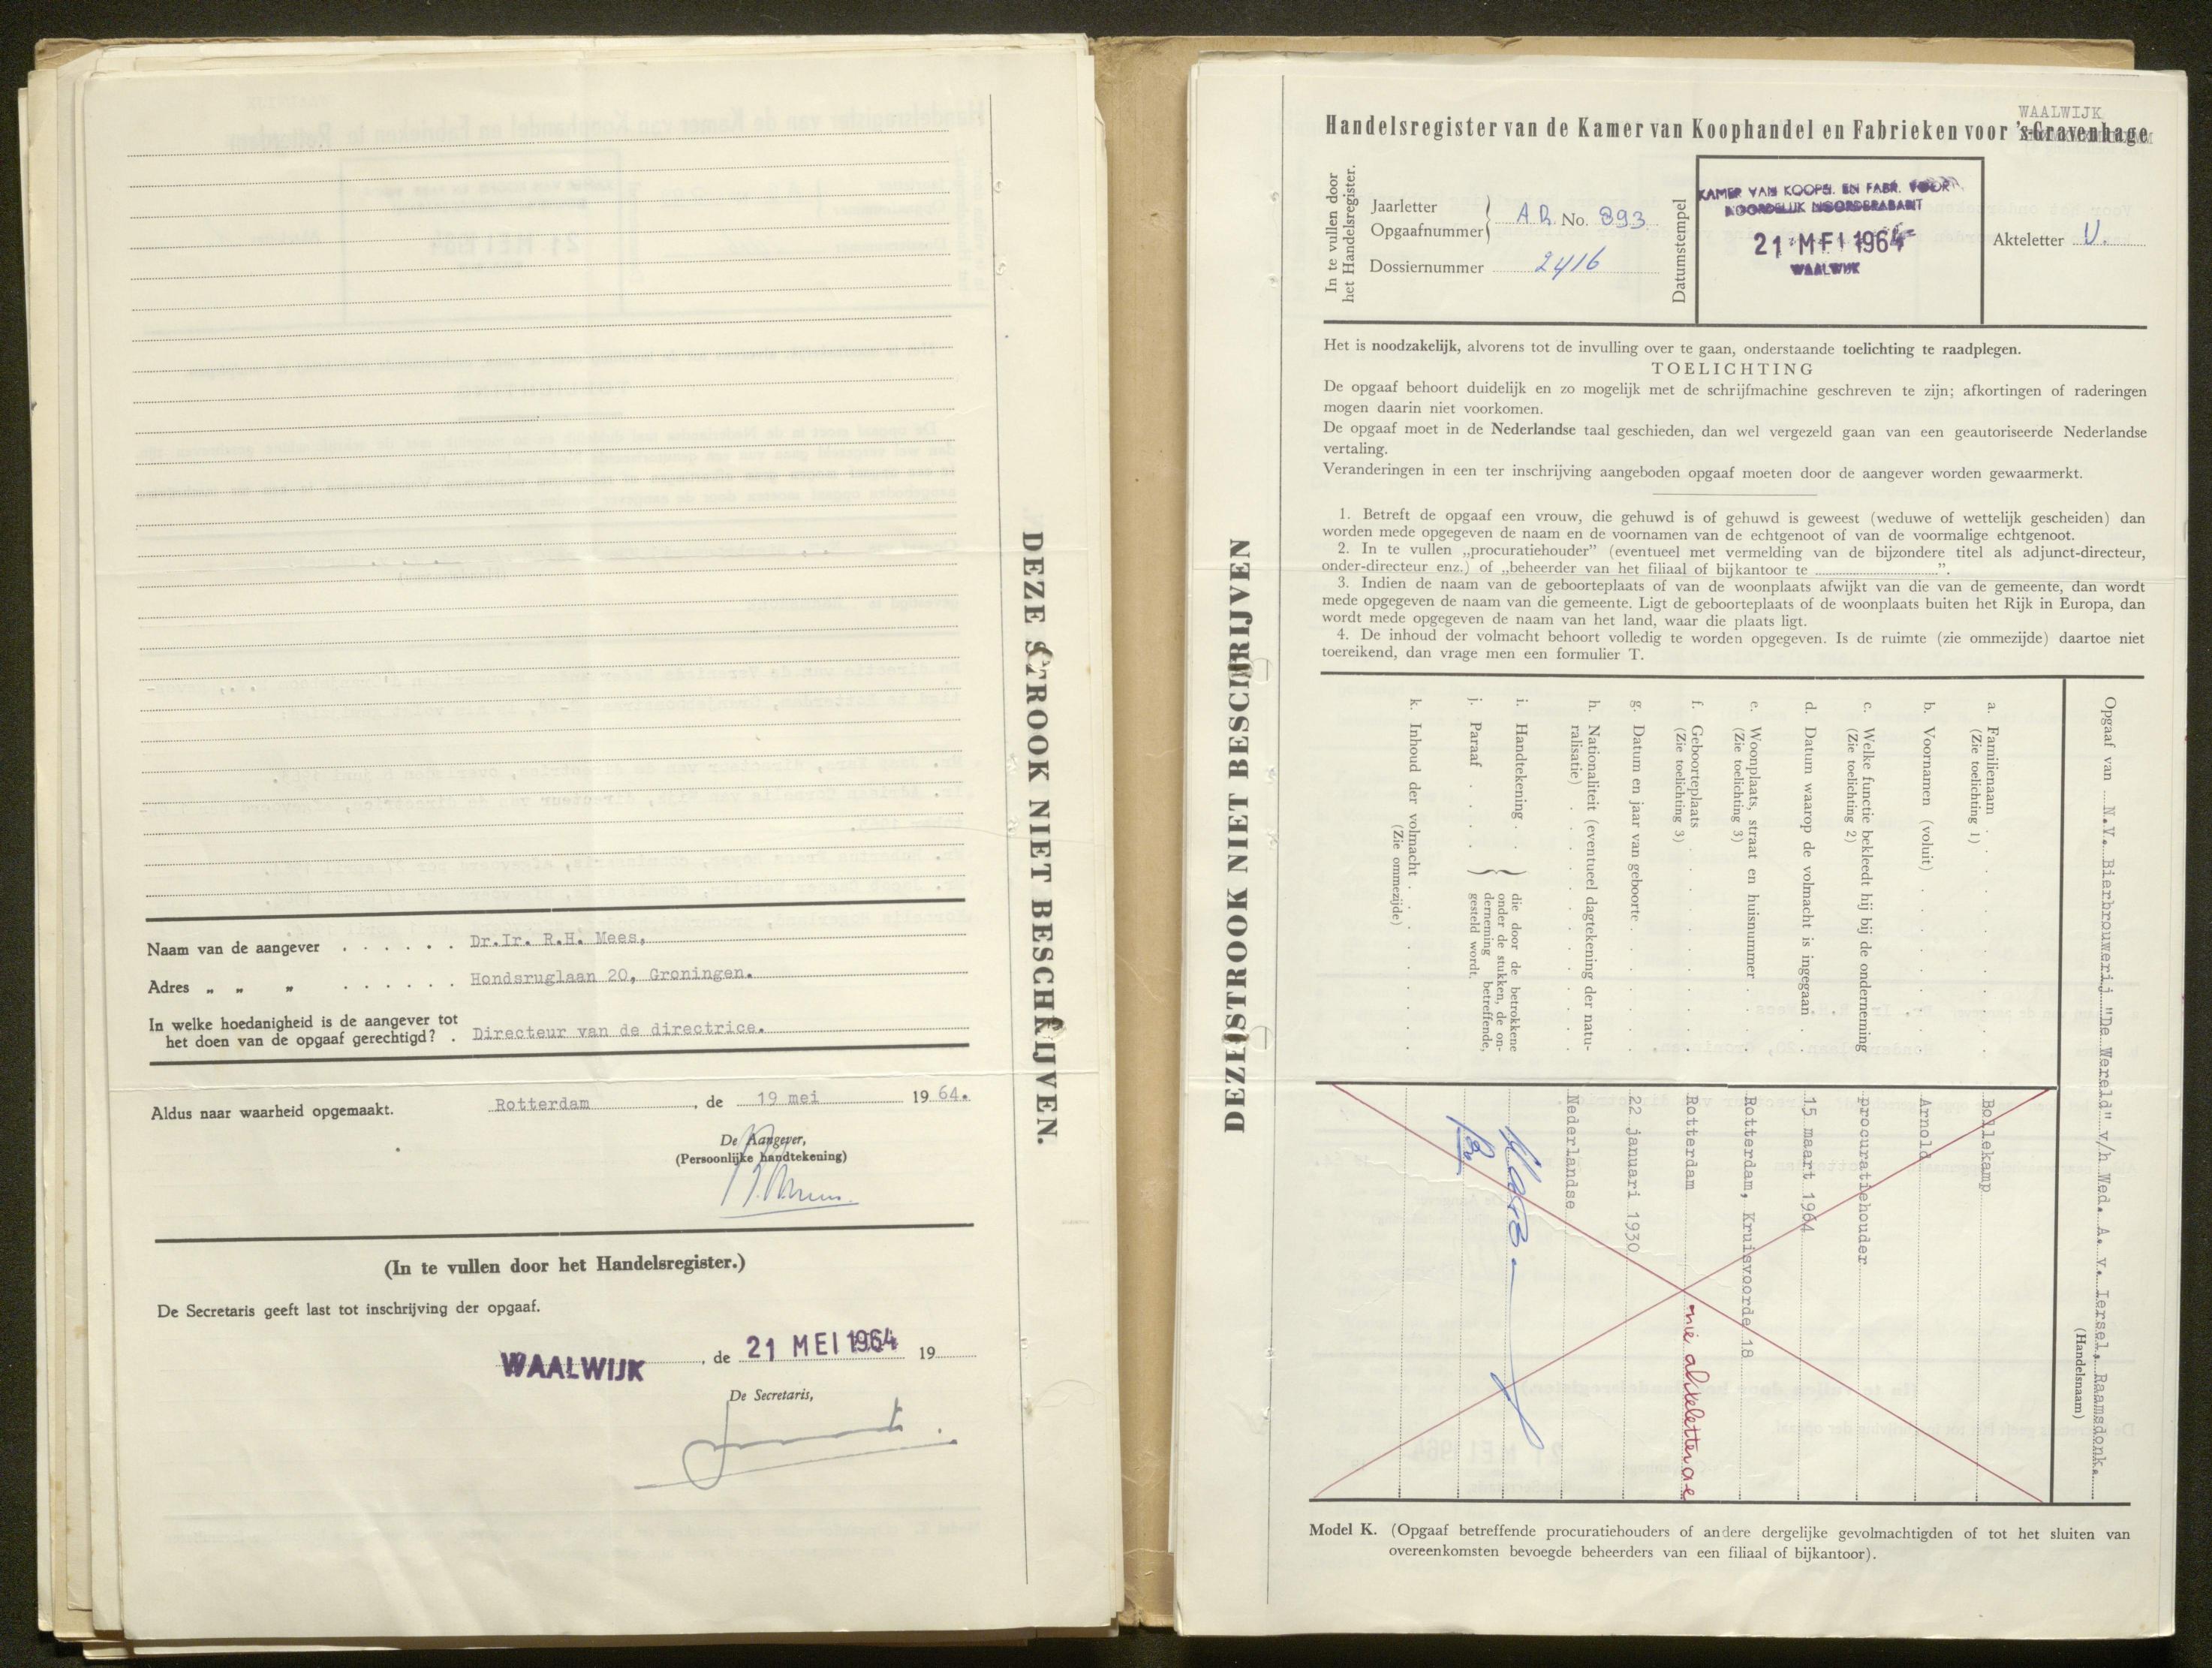 Naam van de aangever . . . . . . Dr.Ir. R.H. Mees,
Adres „ „ „ . . . . . . Hondsruglaan 20, Groningen.
In welke hoedanigheid is de aangever tot
het doen van de opgaaf gerechtigd? . Directeur van de directrice.
Aldus naar waarheid opgemaakt. Rotterdam , de 19 mei 1964.
De Aangever,
(Persoonlijke handtekening)
(In te vullen door het Handelsregister.)
De Secretaris geeft last tot inschrijving der opgaaf.
WAALWIJK , de 21 MEI 1964 19
De Secretaris,
DEZE STROOK NIET BESCHRIJVEN.
DEZE STROOK NIET BESCHRIJVEN
WAALWIJK
Handelsregister van de Kamer van Koophandel en Fabrieken voor 's-Gravenhage
In te vullen door
het Handelsregister.
Jaarletter
Opgaafnummer
No. 893
Dossiernummer 2416
Datumstempel
KAMER VAN KOOPH. EN FABR. VOOR
NOORDELIJK NOORDBRABANT
21 MEI 1964
WAALWIJK
Akteletter U.
Het is noodzakelijk, alvorens tot de invulling over te gaan, onderstaande toelichting te raadplegen.
TOELICHTING
De opgaaf behoort duidelijk en zo mogelijk met de schrijfmachine geschreven te zijn; afkortingen of raderingen
mogen daarin niet voorkomen.
De opgaaf moet in de Nederlandse taal geschieden, dan wel vergezeld gaan van een geautoriseerde Nederlandse
vertaling.
Veranderingen in een ter inschrijving aangeboden opgaaf moeten door de aangever worden gewaarmerkt.
1. Betreft de opgaaf een vrouw, die gehuwd is of gehuwd is geweest (weduwe of wettelijk gescheiden) dan
worden mede opgegeven de naam en de voornamen van de echtgenoot of van de voormalige echtgenoot.
2. In te vullen „procuratiehouder” (eventueel met vermelding van de bijzondere titel als adjunct-directeur,
onder-directeur enz.) of „beheerder van het filiaal of bijkantoor te ”.
3. Indien de naam van de geboorteplaats of van de woonplaats afwijkt van die van de gemeente, dan wordt
mede opgegeven de naam van die gemeente. Ligt de geboorteplaats of de woonplaats buiten het Rijk in Europa, dan
wordt mede opgegeven de naam van het land, waar die plaats ligt.
4. De inhoud der volmacht behoort volledig te worden opgegeven. Is de ruimte (zie ommezijde) daartoe niet
toereikend, dan vrage men een formulier T.
Opgaaf van N.V. Bierbrouwerij "De Wereld" v/h Wed. A. v. Iersel, Raamsdonk.
(Handelsnaam)
a. Familienaam . . . . . . . . Bollekamp
(Zie toelichting 1)
b. Voornamen (voluit) . . . . . . Arnold
c. Welke functie bekleedt hij bij de onderneming procuratiehouder
(Zie toelichting 2)
d. Datum waarop de volmacht is ingegaan . 15 maart 1964
e. Woonplaats, straat en huisnummer . Rotterdam, Kruisvoorde 18
(Zie toelichting 3)
f. Geboorteplaats . . . . . . . Rotterdam
(Zie toelichting 3)
zie akteletter a e
g. Datum en jaar van geboorte . . . . 22 januari 1930
h. Nationaliteit (eventueel dagtekening der natu-
ralisatie) . . . . . . . . Nederlandse
i. Handtekening . .
j. Paraaf . . . .
die door de betrokkene
onder de stukken, de on-
derneming betreffende,
gesteld wordt.
k. Inhoud der volmacht . . . . . . .
(Zie ommezijde)
Model K. (Opgaaf betreffende procuratiehouders of andere dergelijke gevolmachtigden of tot het sluiten van
overeenkomsten bevoegde beheerders van een filiaal of bijkantoor).